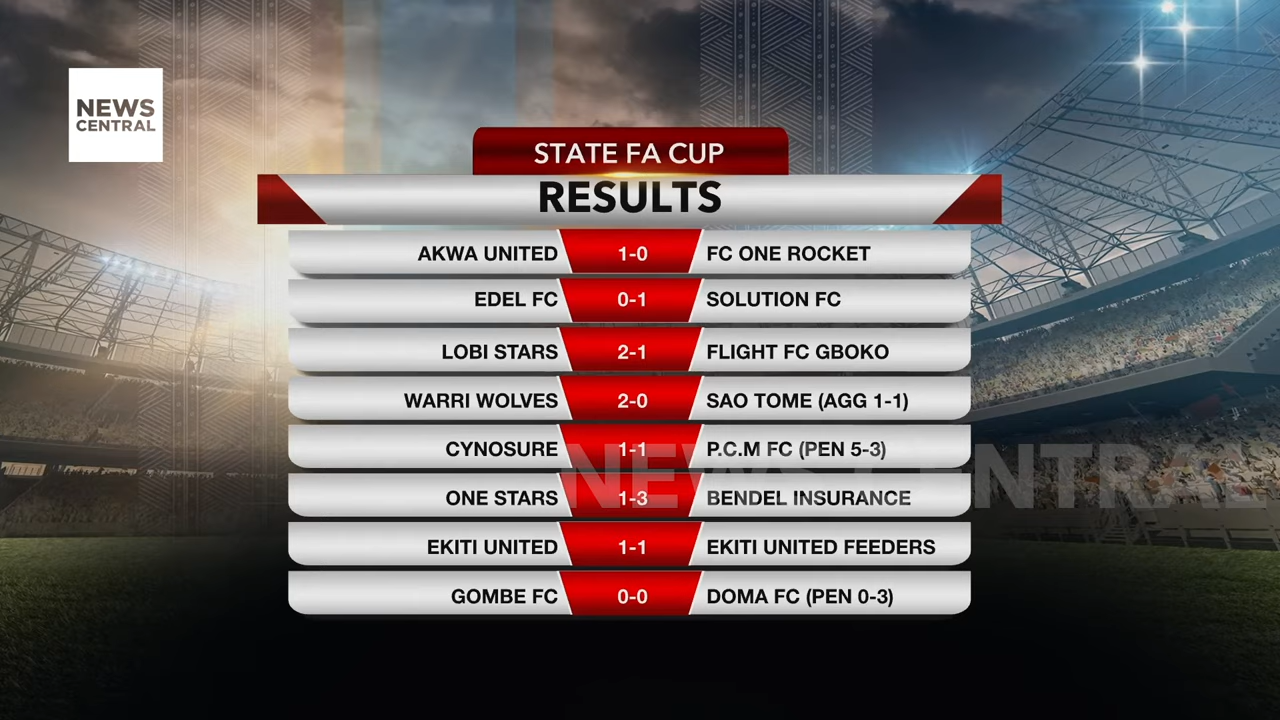 NEWS
CENTRAL
STATE FA CUP
RESULTS
AKWA UNITED 1-0 FC ONE ROCKET
EDEL FC 0-1 SOLUTION FC
LOBI STARS 2-1 FLIGHT FC GBOKO
WARRI WOLVES 2-0 SAO TOME (AGG 1-1)
CYNOSURE 1-1 P.C.M FC (PEN 5-3)
NEWS CENTRAL
ONE STARS 1-3 BENDEL INSURANCE
EKITI UNITED 1-1 EKITI UNITED FEEDERS
GOMBE FC 0-0 DOMA FC (PEN 0-3)